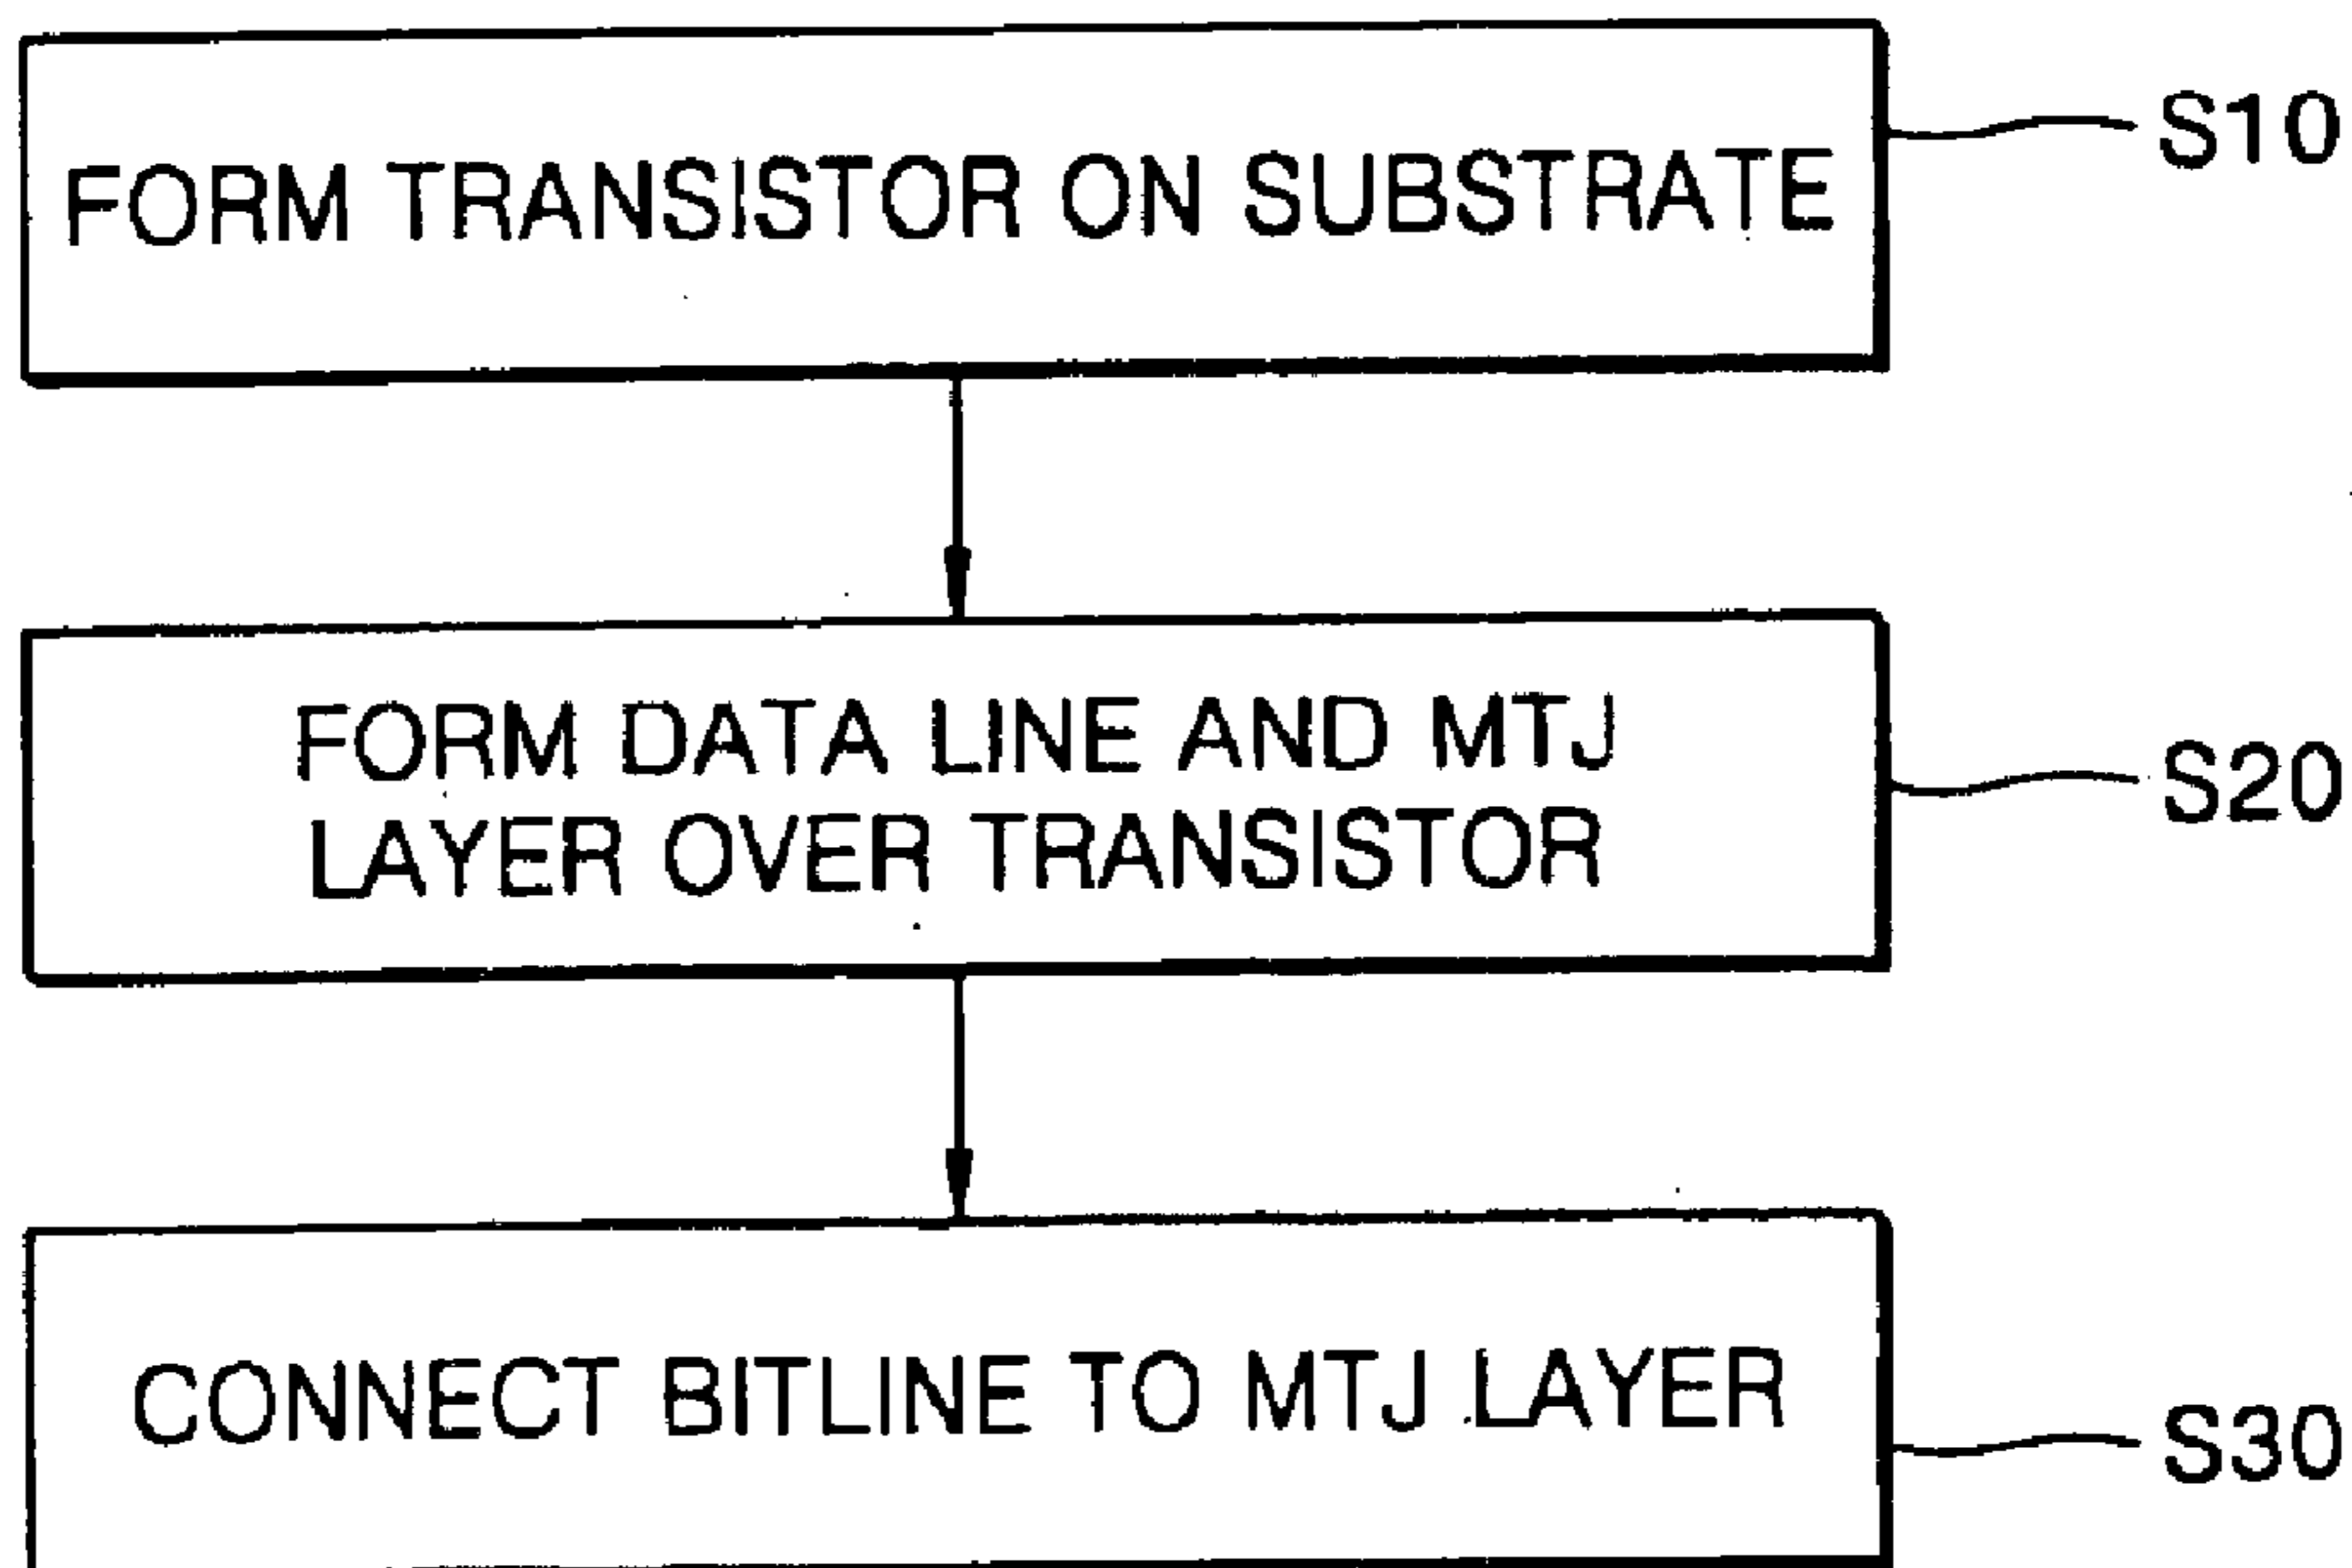 FORM TRANSISTOR ON SUBSTRATE
S10
FORM DATA LINE AND MTJ
LAYER OVER TRANSISTOR
S20
CONNECT BITLINE TO MTJ LAYER
S30